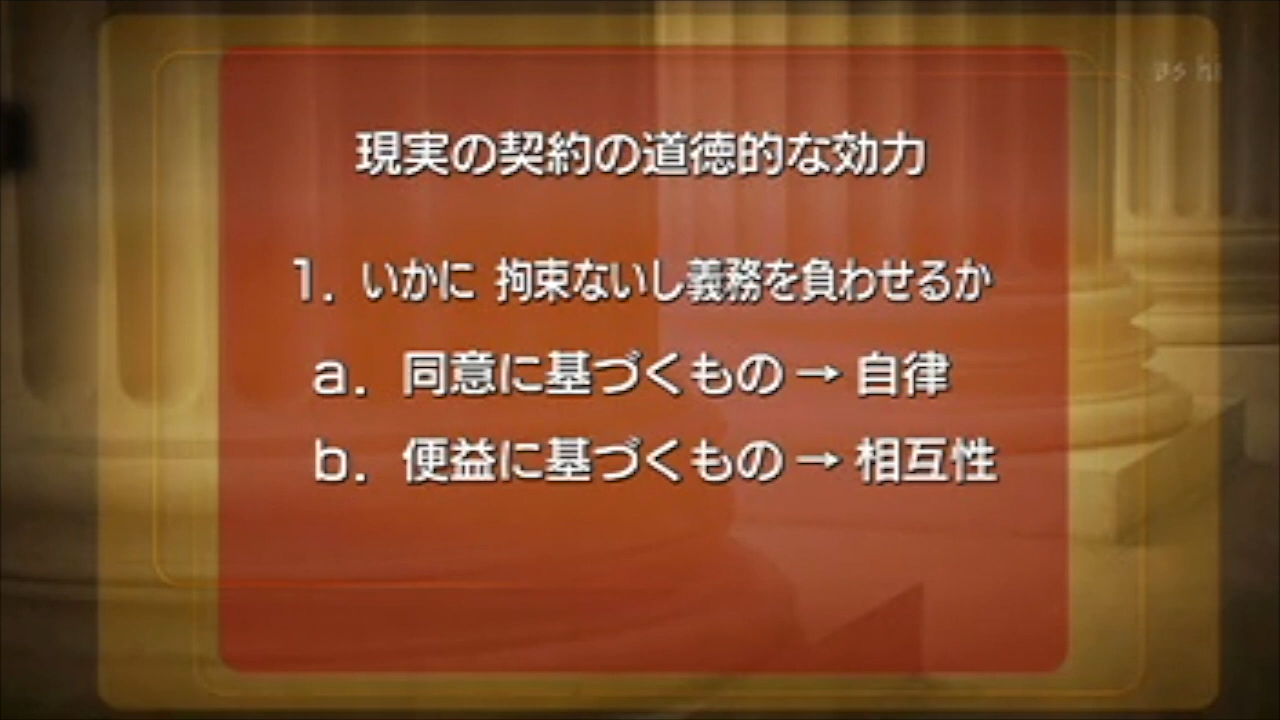 現実の契約の道徳的な効力
1. いかに 拘束ないし義務を負わせるか
a. 同意に基づくもの → 自律
b. 便益に基づくもの → 相互性